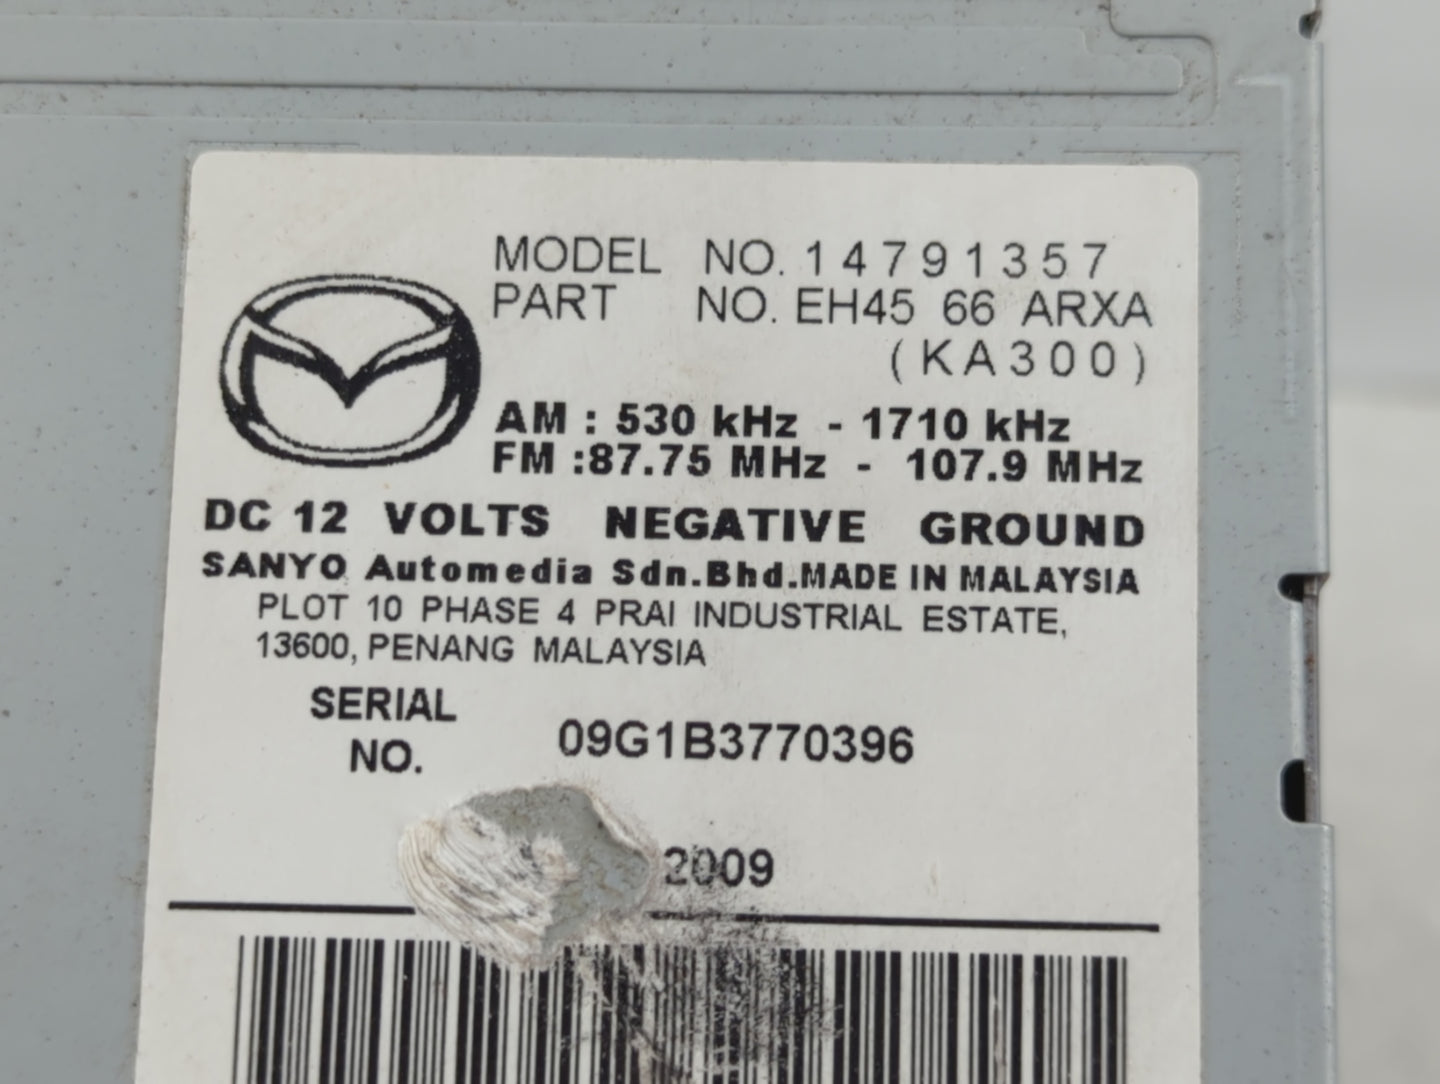 MODEL NO. 14791357
PART NO. EH45 66 ARXA
(KA300)
AM : 530 kHz - 1710 kHz
FM :87.75 MHz - 107.9 MHz
DC 12 VOLTS NEGATIVE GROUND
SANYO Automedia Sdn.Bhd.MADE IN MALAYSIA
PLOT 10 PHASE 4 PRAI INDUSTRIAL ESTATE,
13600, PENANG MALAYSIA
SERIAL
NO. 09G1B3770396
2009